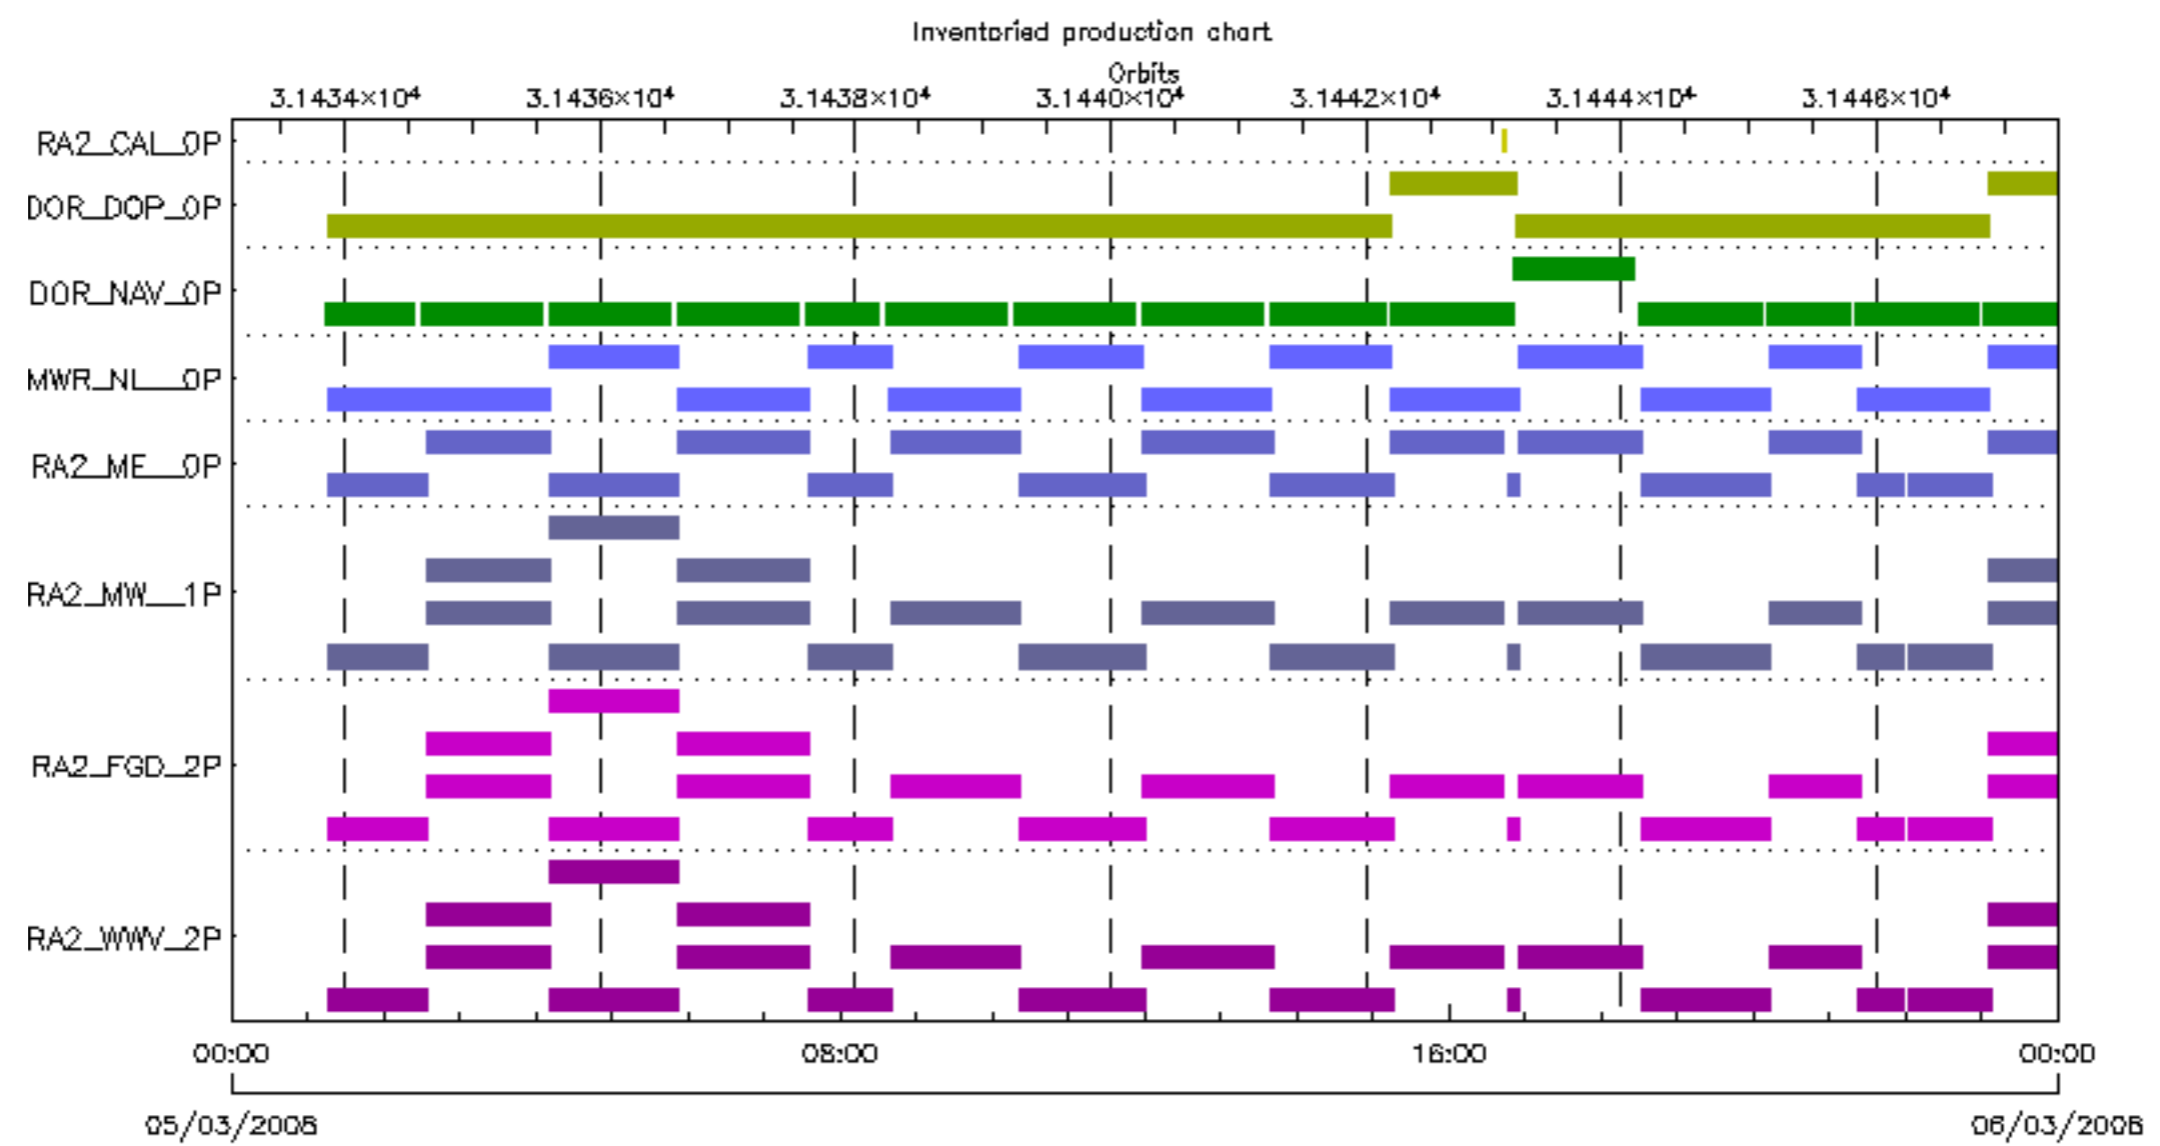 Inventoried production chart
Orbits
3.1434×10⁴ 3.1436×10⁴ 3.1438×10⁴ 3.1440×10⁴ 3.1442×10⁴ 3.1444×10⁴ 3.1446×10⁴
RA2_CAL_0P
DOR_DOP_0P
DOR_NAV_0P
MWR_NL__0P
RA2_ME__0P
RA2_MW__1P
RA2_FGD_2P
RA2_WWV_2P
00:00 08:00 16:00 00:00
05/03/2008 06/03/2008